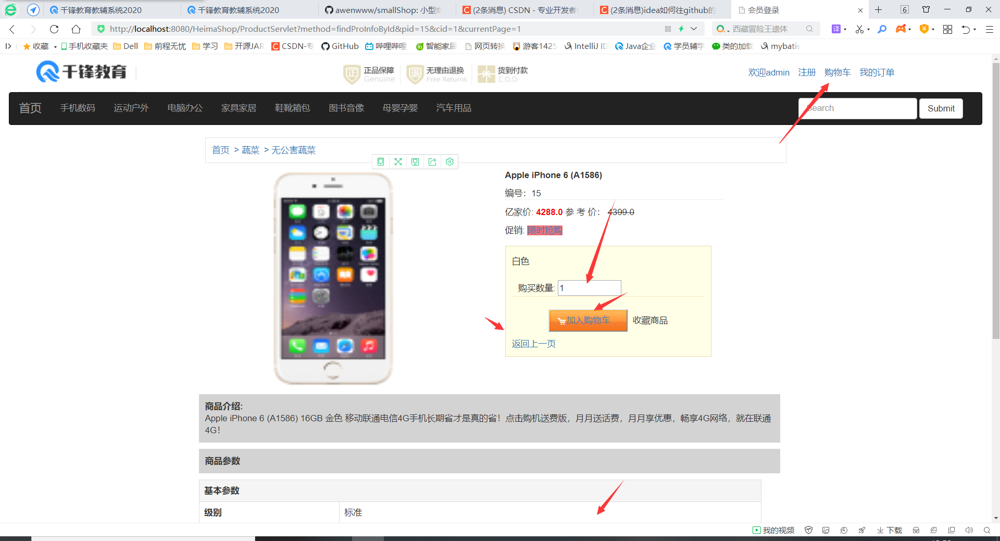 千锋教育教辅系统2020
千锋教育教辅系统2020
awenwww/smallShop: 小型
(2条消息) CSDN - 专业开发者
(2条消息)idea如何往github的
会员登录
6
http://localhost:8080/HeimaShop/ProductServlet?method=findProInfoById&pid=15&cid=1&currentPage=1
西藏冒险王遗体
译
收藏
手机收藏夹
Dell
前程无忧
学习
开源JAR
CSDN-专
GitHub
哔哩哔哩
智能家居
网页转换
游客1425
IntelliJ ID
Java企业
学员辅学
类的加载
mybatis
千锋教育
正 正品保障
Genuine
退 无理由退换
Free Returns
货到付款
C.O.D
欢迎admin 注册 购物车 我的订单
首页 手机数码 运动户外 电脑办公 家具家居 鞋靴箱包 图书音像 母婴孕婴 汽车用品
Search
Submit
首页 > 蔬菜 > 无公害蔬菜
Apple iPhone 6 (A1586)
编号：15
亿家价: 4288.0 参 考 价： 4399.0
促销: 限时抢购
白色
购买数量: 1
加入购物车 收藏商品
返回上一页
商品介绍:
Apple iPhone 6 (A1586) 16GB 金色 移动联通电信4G手机长期省才是真的省！点击购机送费版，月月送话费，月月享优惠，畅享4G网络，就在联通
4G！
商品参数
基本参数
级别 标准
我的视频
下载